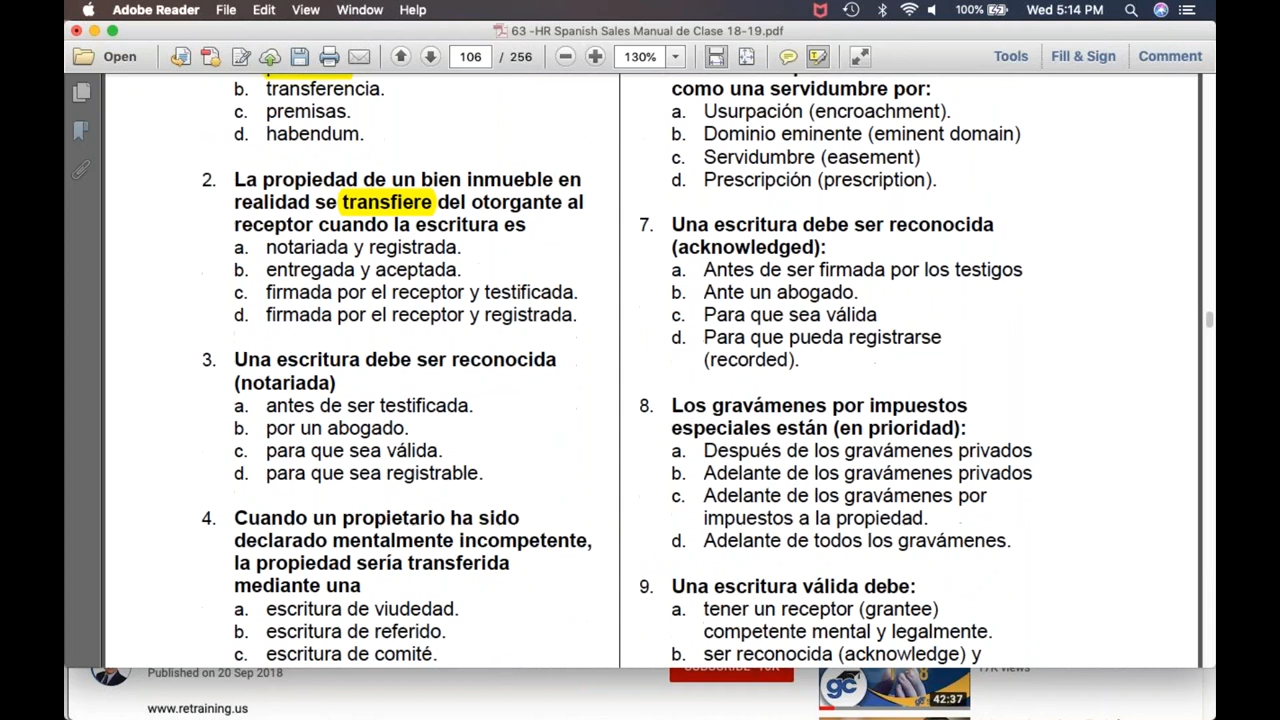 Adobe Reader File Edit View Window Help 100% Wed 5:14 PM
63 -HR Spanish Sales Manual de Clase 18-19.pdf
Open 106 / 256 130% Tools Fill & Sign Comment
b. transferencia.
c. premisas.
d. habendum.
2. La propiedad de un bien inmueble en
realidad se transfiere del otorgante al
receptor cuando la escritura es
a. notariada y registrada.
b. entregada y aceptada.
c. firmada por el receptor y testificada.
d. firmada por el receptor y registrada.
3. Una escritura debe ser reconocida
(notariada)
a. antes de ser testificada.
b. por un abogado.
c. para que sea válida.
d. para que sea registrable.
4. Cuando un propietario ha sido
declarado mentalmente incompetente,
la propiedad sería transferida
mediante una
a. escritura de viudedad.
b. escritura de referido.
c. escritura de comité.
como una servidumbre por:
a. Usurpación (encroachment).
b. Dominio eminente (eminent domain)
c. Servidumbre (easement)
d. Prescripción (prescription).
7. Una escritura debe ser reconocida
(acknowledged):
a. Antes de ser firmada por los testigos
b. Ante un abogado.
c. Para que sea válida
d. Para que pueda registrarse
(recorded).
8. Los gravámenes por impuestos
especiales están (en prioridad):
a. Después de los gravámenes privados
b. Adelante de los gravámenes privados
c. Adelante de los gravámenes por
impuestos a la propiedad.
d. Adelante de todos los gravámenes.
9. Una escritura válida debe:
a. tener un receptor (grantee)
competente mental y legalmente.
b. ser reconocida (acknowledge) y
Published on 20 Sep 2018
www.retraining.us
gc
42:37
views